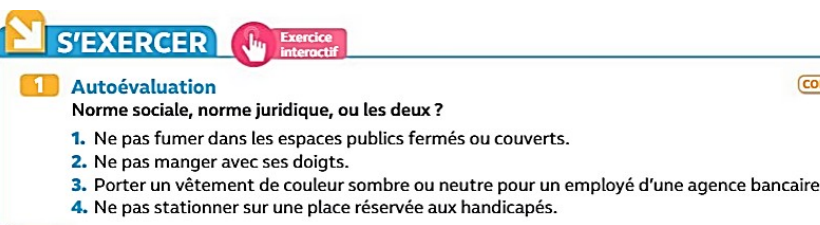 S'EXERCER
Exercice
interactif
1 Autoévaluation
Norme sociale, norme juridique, ou les deux ?
1. Ne pas fumer dans les espaces publics fermés ou couverts.
2. Ne pas manger avec ses doigts.
3. Porter un vêtement de couleur sombre ou neutre pour un employé d'une agence bancaire
4. Ne pas stationner sur une place réservée aux handicapés.